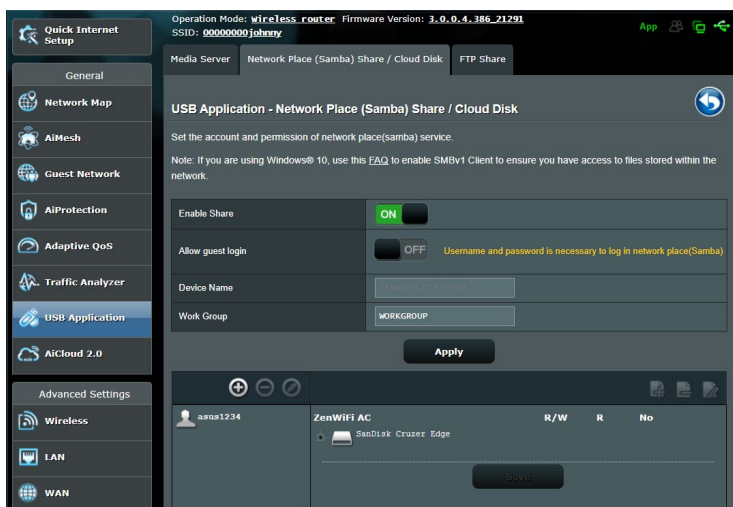 Quick Internet
Setup
Operation Mode: Wireless router Firmware Version: 3.0.0.4.386_21291
SSID: 00000000johnny
App
Media Server
Network Place (Samba) Share / Cloud Disk
FTP Share
General
Network Map
AiMesh
Guest Network
AiProtection
Adaptive QoS
Traffic Analyzer
USB Application
AiCloud 2.0
Advanced Settings
Wireless
LAN
WAN
USB Application - Network Place (Samba) Share / Cloud Disk
Set the account and permission of network place(samba) service.
Note: If you are using Windows® 10, use this FAQ to enable SMBv1 Client to ensure you have access to files stored within the
network.
Enable Share
ON
Allow guest login
OFF
Username and password is necessary to log in network place(Samba)
Device Name
Work Group
WORKGROUP
Apply
asus1234
ZenWiFi AC
R/W
R
No
SanDisk Cruzer Edge
Save